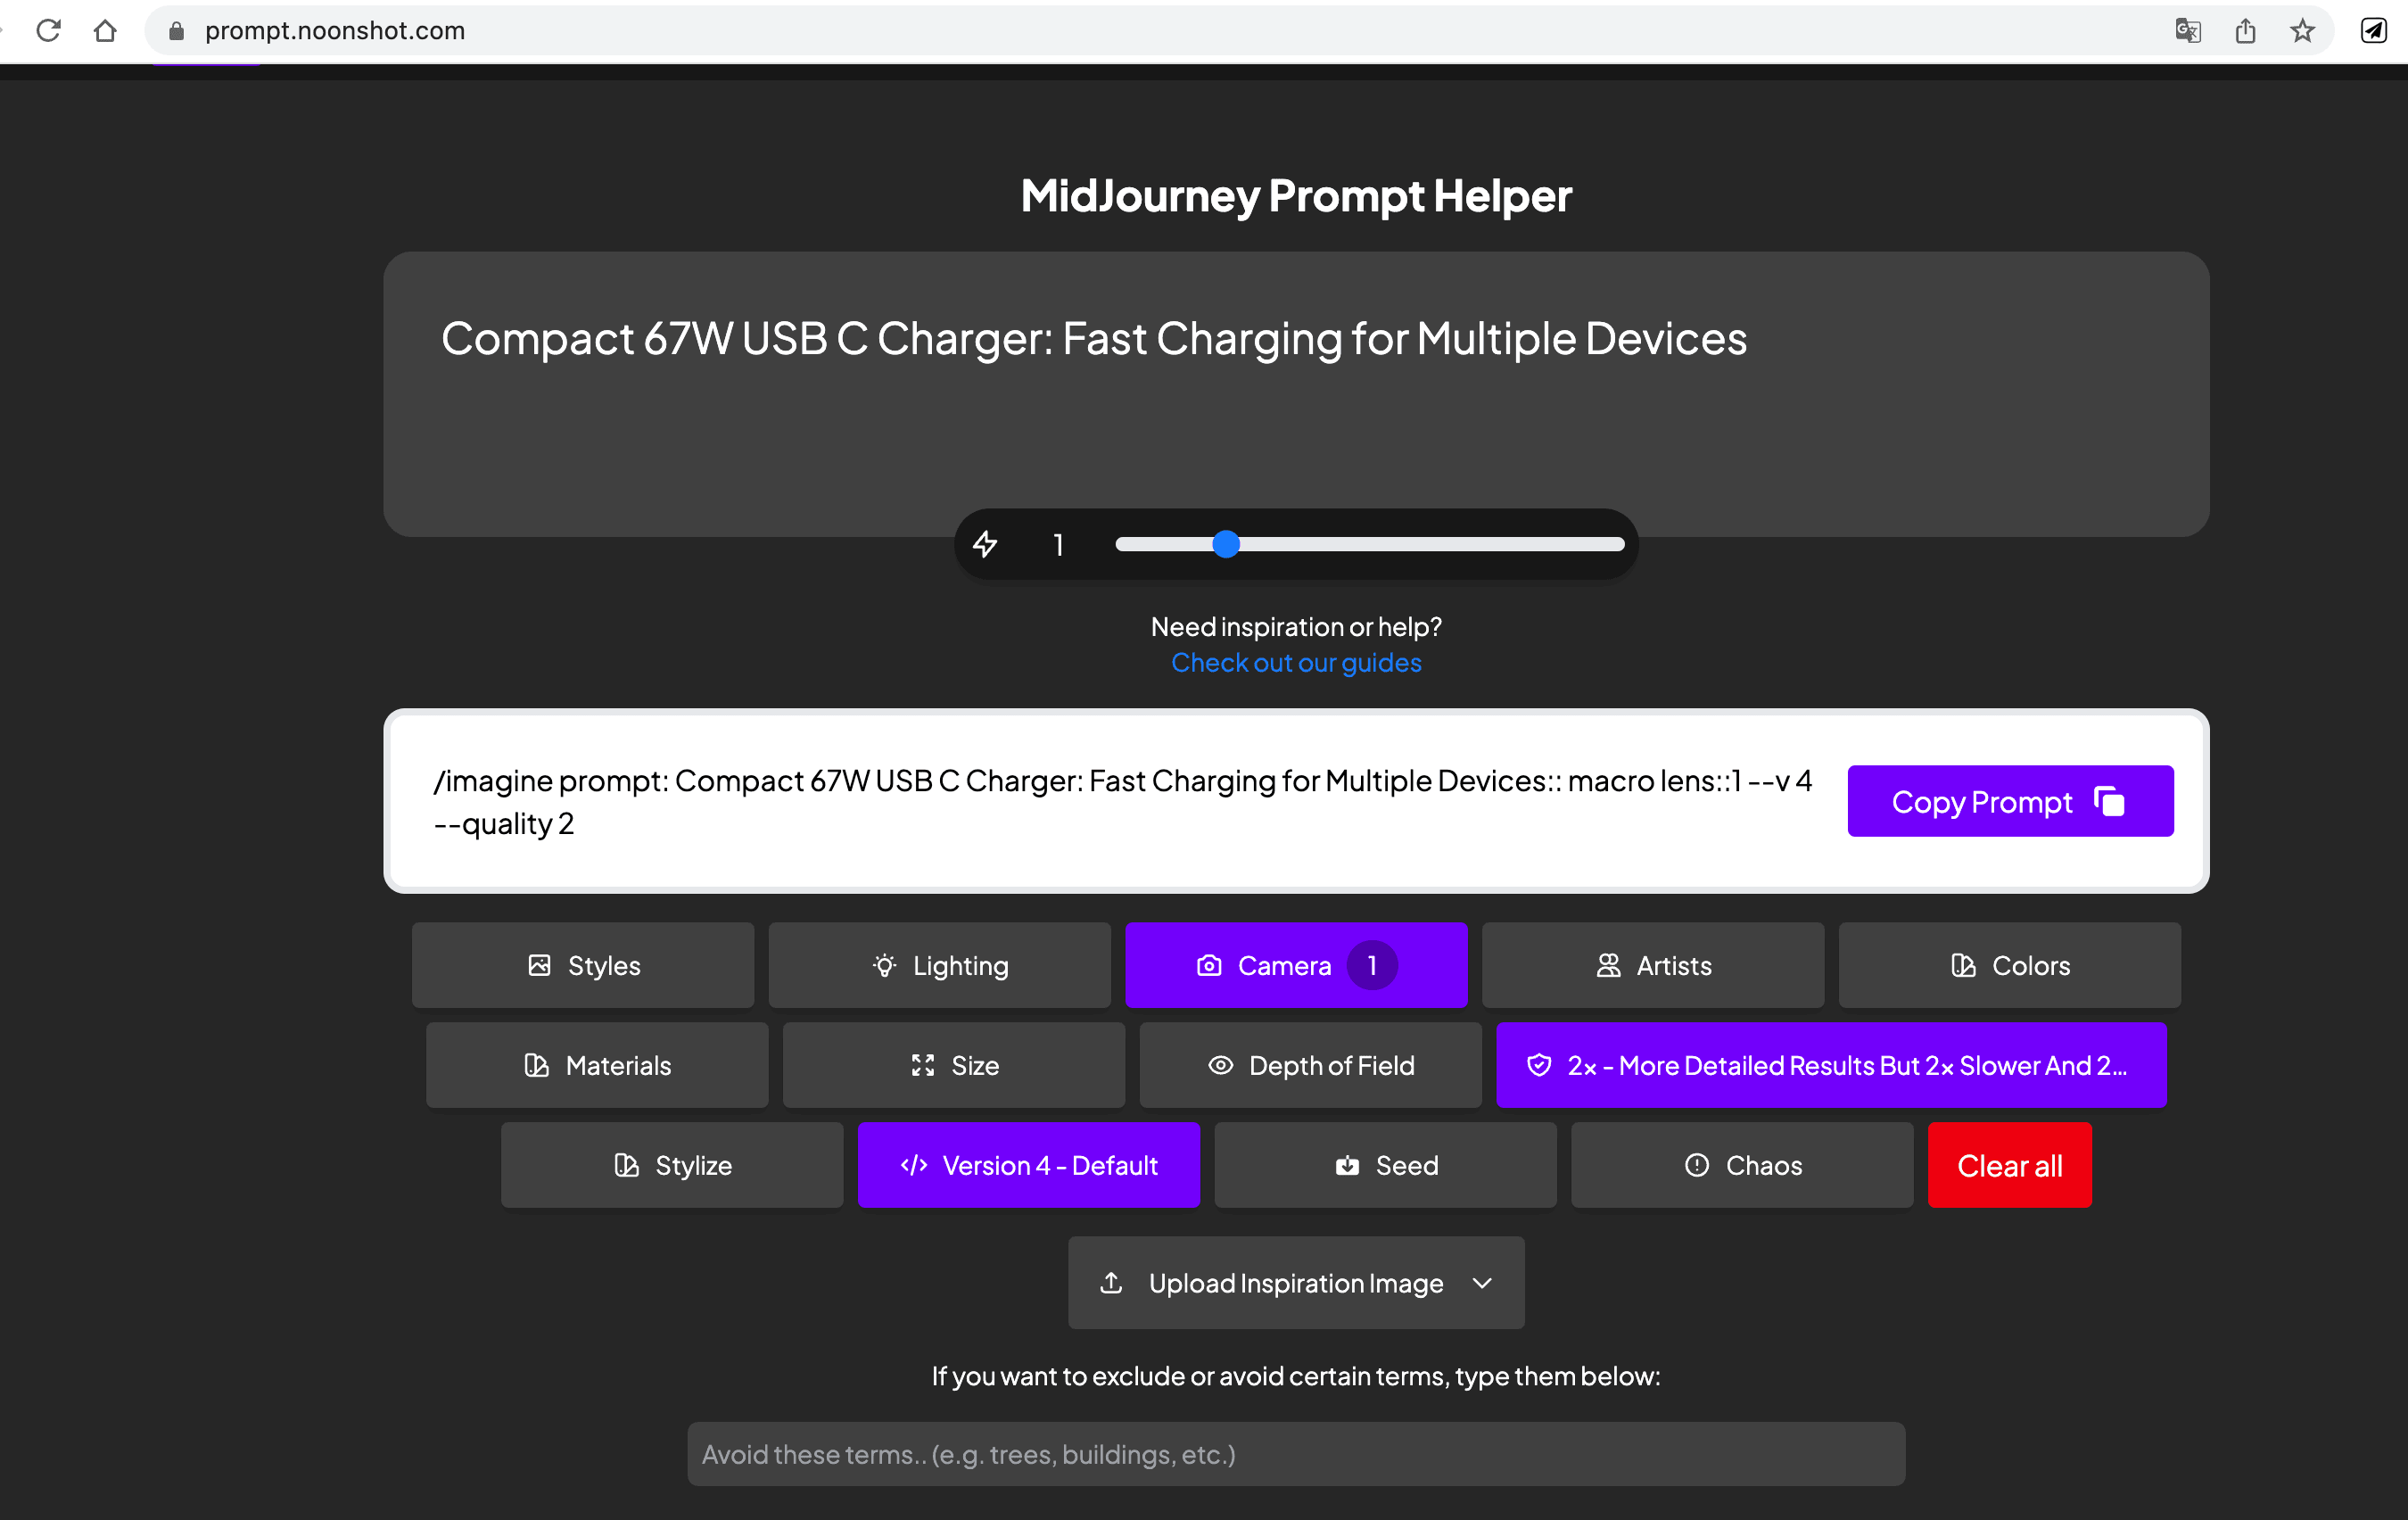 prompt.noonshot.com
MidJourney Prompt Helper
Compact 67W USB C Charger: Fast Charging for Multiple Devices
1
Need inspiration or help?
Check out our guides
/imagine prompt: Compact 67W USB C Charger: Fast Charging for Multiple Devices:: macro lens::1 --v 4
--quality 2
Copy Prompt
Styles
Lighting
Camera 1
Artists
Colors
Materials
Size
Depth of Field
2x - More Detailed Results But 2x Slower And 2...
Stylize
</> Version 4 - Default
Seed
Chaos
Clear all
Upload Inspiration Image
If you want to exclude or avoid certain terms, type them below:
Avoid these terms.. (e.g. trees, buildings, etc.)